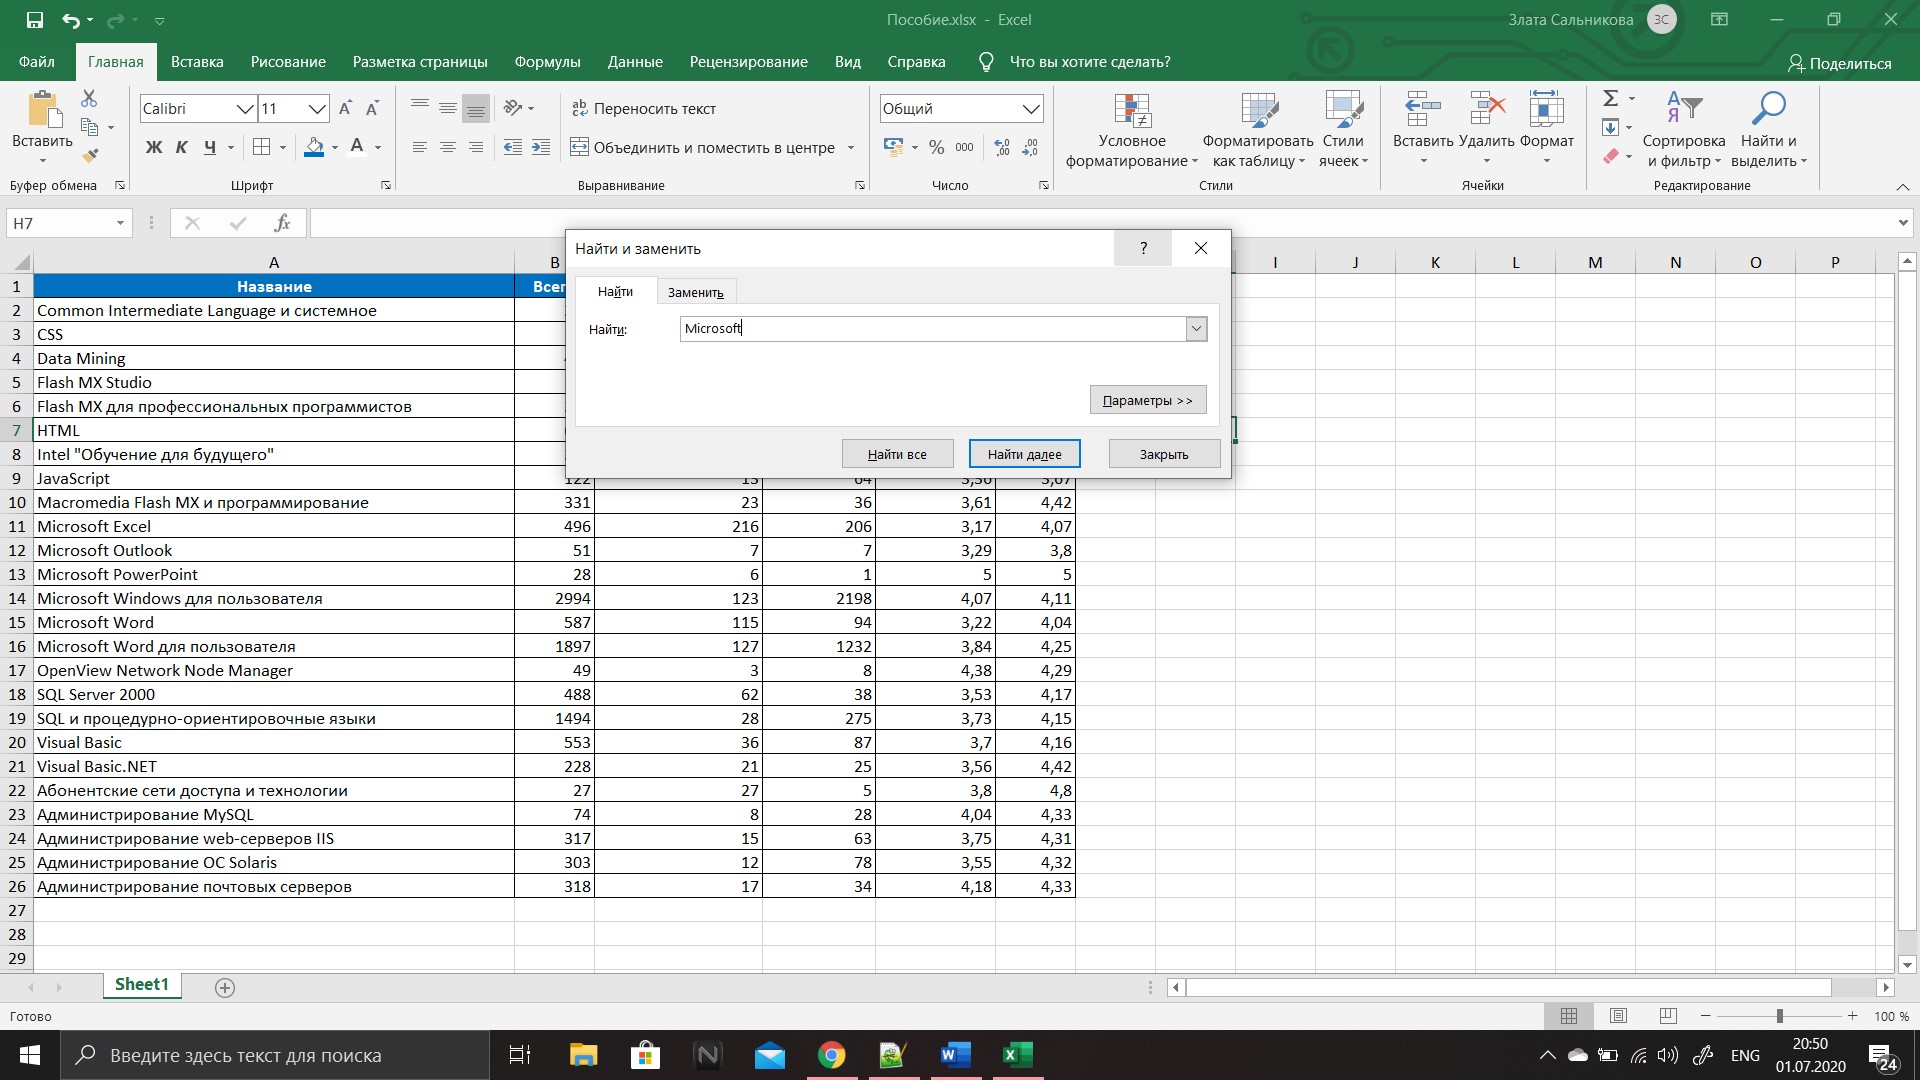 Пособие.xlsx - Excel
Злата Сальникова
ЗС
Файл Главная Вставка Рисование Разметка страницы Формулы Данные Рецензирование Вид Справка Что вы хотите сделать? Поделиться
Вставить
Буфер обмена
Calibri 11
Ж К Ч
Шрифт
Переносить текст
Объединить и поместить в центре
Выравнивание
Общий
% 000
Число
Условное форматирование
Форматировать как таблицу
Стили ячеек
Стили
Вставить Удалить Формат
Ячейки
Сортировка и фильтр
Найти и выделить
Редактирование
H7
fx
A B I J K L M N O P
Найти и заменить
? 
Найти Заменить
Найти: Microsoft
Параметры >>
Найти все Найти далее Закрыть
1 Название
2 Common Intermediate Language и системное
3 CSS
4 Data Mining
5 Flash MX Studio
6 Flash MX для профессиональных программистов
7 HTML
8 Intel "Обучение для будущего"
9 JavaScript 122 13 64 3,36 3,67
10 Macromedia Flash MX и программирование 331 23 36 3,61 4,42
11 Microsoft Excel 496 216 206 3,17 4,07
12 Microsoft Outlook 51 7 7 3,29 3,8
13 Microsoft PowerPoint 28 6 1 5 5
14 Microsoft Windows для пользователя 2994 123 2198 4,07 4,11
15 Microsoft Word 587 115 94 3,22 4,04
16 Microsoft Word для пользователя 1897 127 1232 3,84 4,25
17 OpenView Network Node Manager 49 3 8 4,38 4,29
18 SQL Server 2000 488 62 38 3,53 4,17
19 SQL и процедурно-ориентировочные языки 1494 28 275 3,73 4,15
20 Visual Basic 553 36 87 3,7 4,16
21 Visual Basic.NET 228 21 25 3,56 4,42
22 Абонентские сети доступа и технологии 27 27 5 3,8 4,8
23 Администрирование MySQL 74 8 28 4,04 4,33
24 Администрирование web-серверов IIS 317 15 63 3,75 4,31
25 Администрирование ОС Solaris 303 12 78 3,55 4,32
26 Администрирование почтовых серверов 318 17 34 4,18 4,33
27
28
29
Sheet1
Готово
100 %
Введите здесь текст для поиска
ENG
20:50
01.07.2020
24